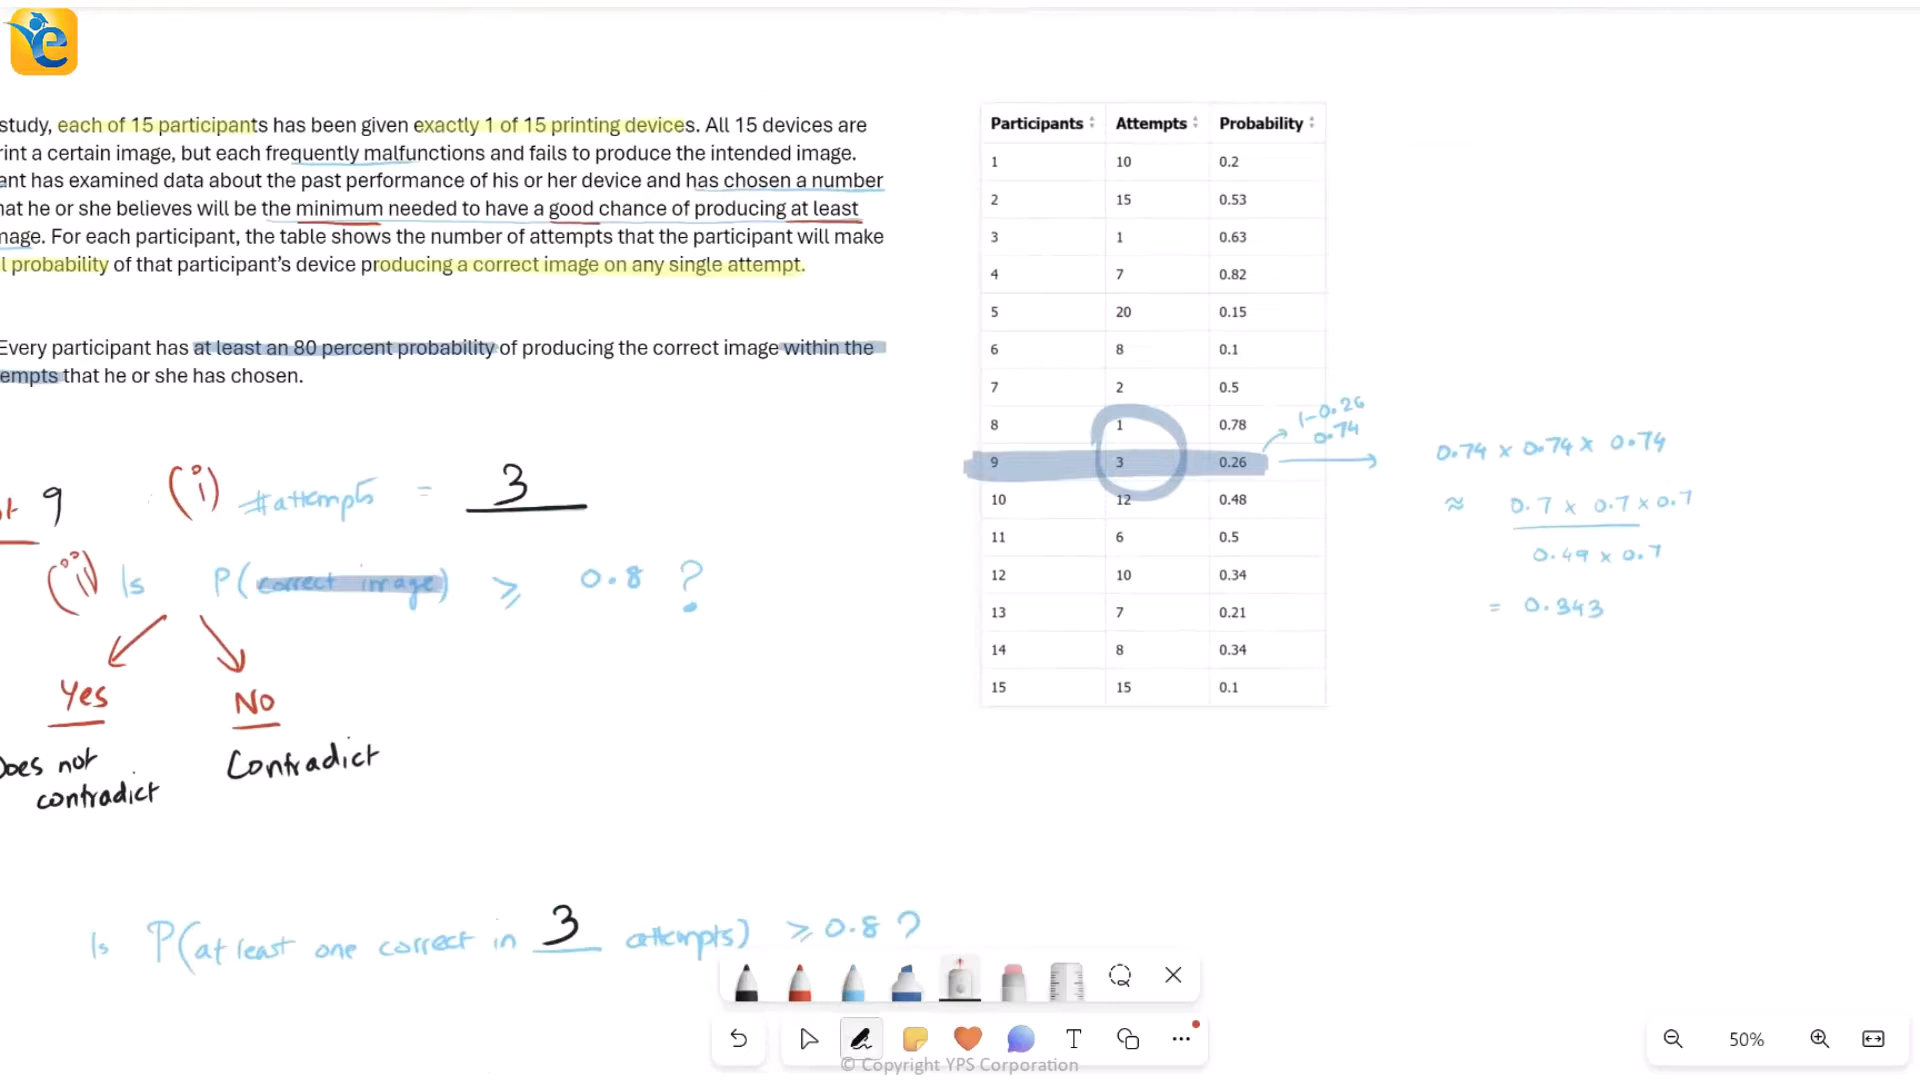 study, each of 15 participants has been given exactly 1 of 15 printing devices. All 15 devices are
rint a certain image, but each frequently malfunctions and fails to produce the intended image.
ant has examined data about the past performance of his or her device and has chosen a number
hat he or she believes will be the minimum needed to have a good chance of producing at least
mage. For each participant, the table shows the number of attempts that the participant will make
l probability of that participant's device producing a correct image on any single attempt.
Every participant has at least an 80 percent probability of producing the correct image within the
empts that he or she has chosen.
9 (i) #attempts = 3
(ii) Is P(correct image) ≥ 0.8 ?
Yes No
Does not Contradict
contradict
Is P(at least one correct in 3 attempts) ≥ 0.8 ?
Participants Attempts Probability
1 10 0.2
2 15 0.53
3 1 0.63
4 7 0.82
5 20 0.15
6 8 0.1
7 2 0.5
8 1 0.78
9 3 0.26
10 12 0.48
11 6 0.5
12 10 0.34
13 7 0.21
14 8 0.34
15 15 0.1
1-0.26
0.74
0.74 × 0.74 × 0.74
≈ 0.7 × 0.7 × 0.7
0.49 × 0.7
= 0.343
50%
© Copyright YPS Corporation